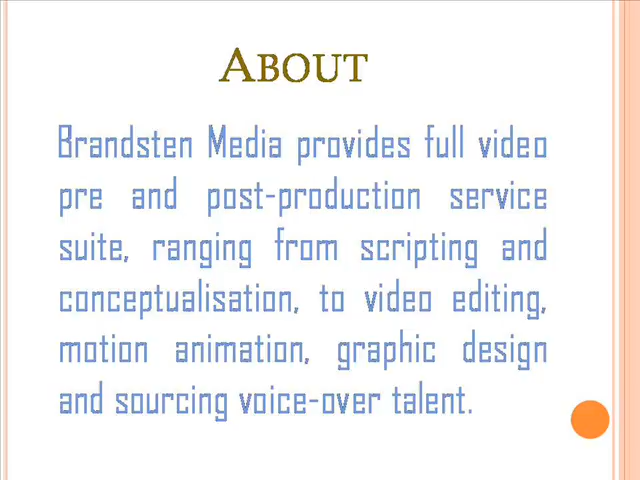 ABOUT
Brandsten Media provides full video
pre and post-production service
suite, ranging from scripting and
conceptualisation, to video editing,
motion animation, graphic design
and sourcing voice-over talent.